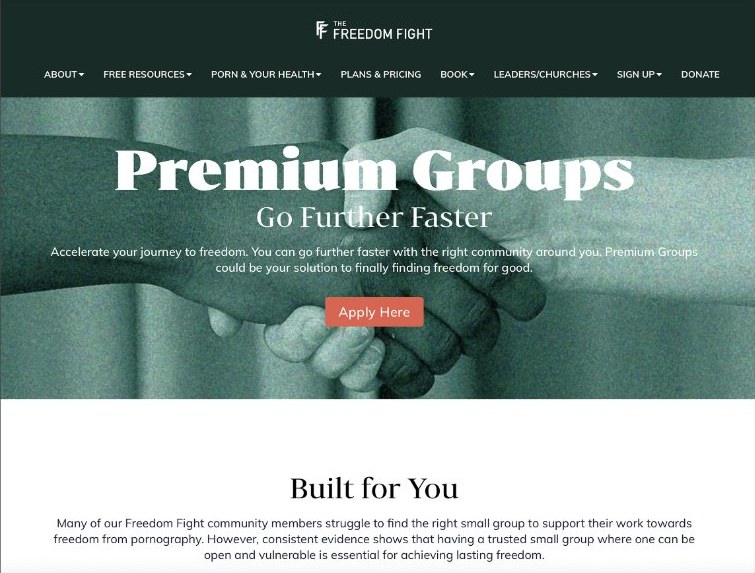 THE
FREEDOM FIGHT
ABOUT
FREE RESOURCES
PORN & YOUR HEALTH
PLANS & PRICING
BOOK
LEADERS/CHURCHES
SIGN UP
DONATE
Premium Groups
Go Further Faster
Accelerate your journey to freedom. You can go further faster with the right community around you. Premium Groups
could be your solution to finally finding freedom for good.
Apply Here
Built for You
Many of our Freedom Fight community members struggle to find the right small group to support their work towards
freedom from pornography. However, consistent evidence shows that having a trusted small group where one can be
open and vulnerable is essential for achieving lasting freedom.